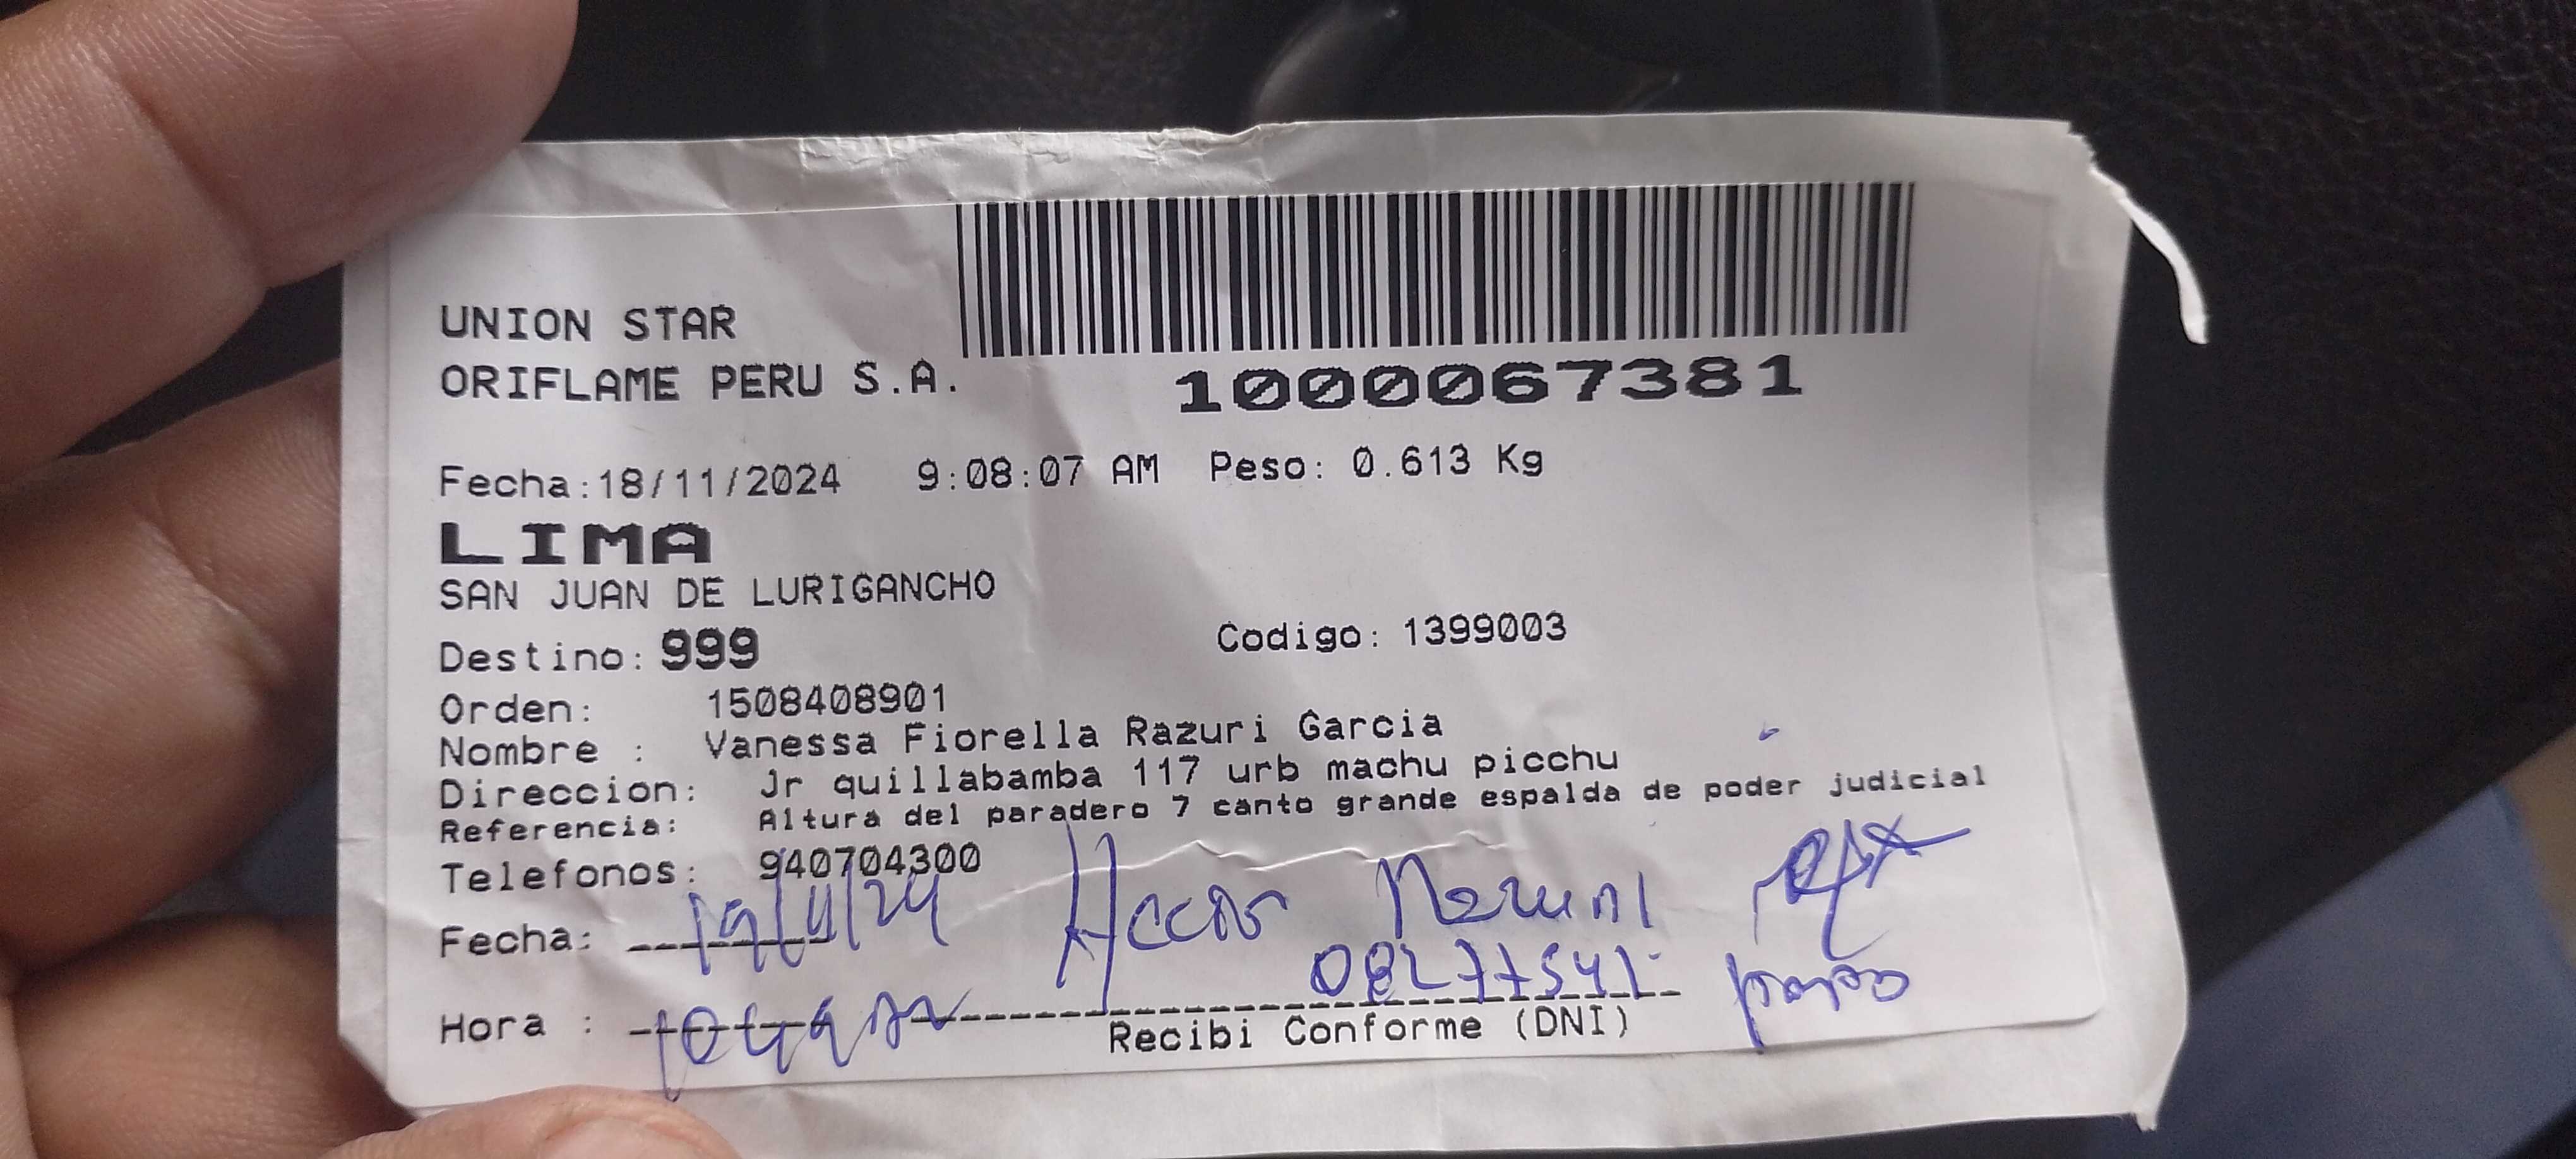 UNION STAR
ORIFLAME PERU S.A.
1000067381
Fecha:18/11/2024 9:08:07 AM Peso: 0.613 Kg
LIMA
SAN JUAN DE LURIGANCHO
Destino: 999 Codigo: 1399003
Orden: 1508408901
Nombre : Vanessa Fiorella Razuri Garcia
Direccion: Jr quillabamba 117 urb machu picchu
Referencia: Altura del paradero 7 canto grande espalda de poder judicial
Telefonos: 940704300
Fecha: 19/11/24
Hora :
Recibi Conforme (DNI)